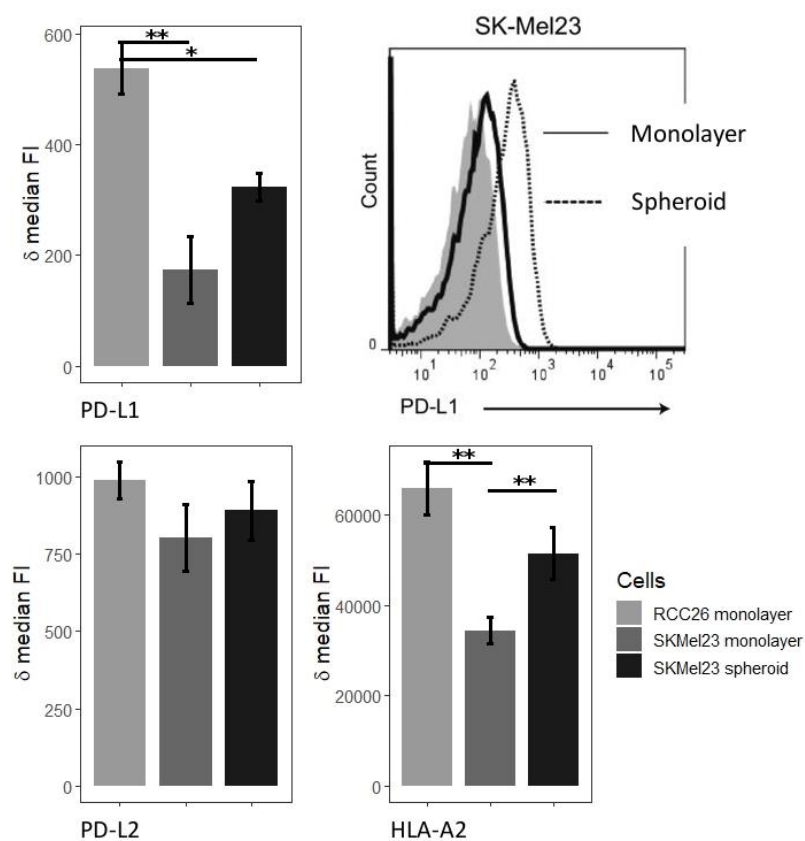 600
400
200
0
δ median FI
**
*
PD-L1
SK-Mel23
Count
0
Monolayer
Spheroid
10¹ 10² 10³ 10⁴ 10⁵
PD-L1
1000
750
500
250
0
δ median FI
PD-L2
60000
40000
20000
0
δ median FI
** **
HLA-A2
Cells
RCC26 monolayer
SKMel23 monolayer
SKMel23 spheroid